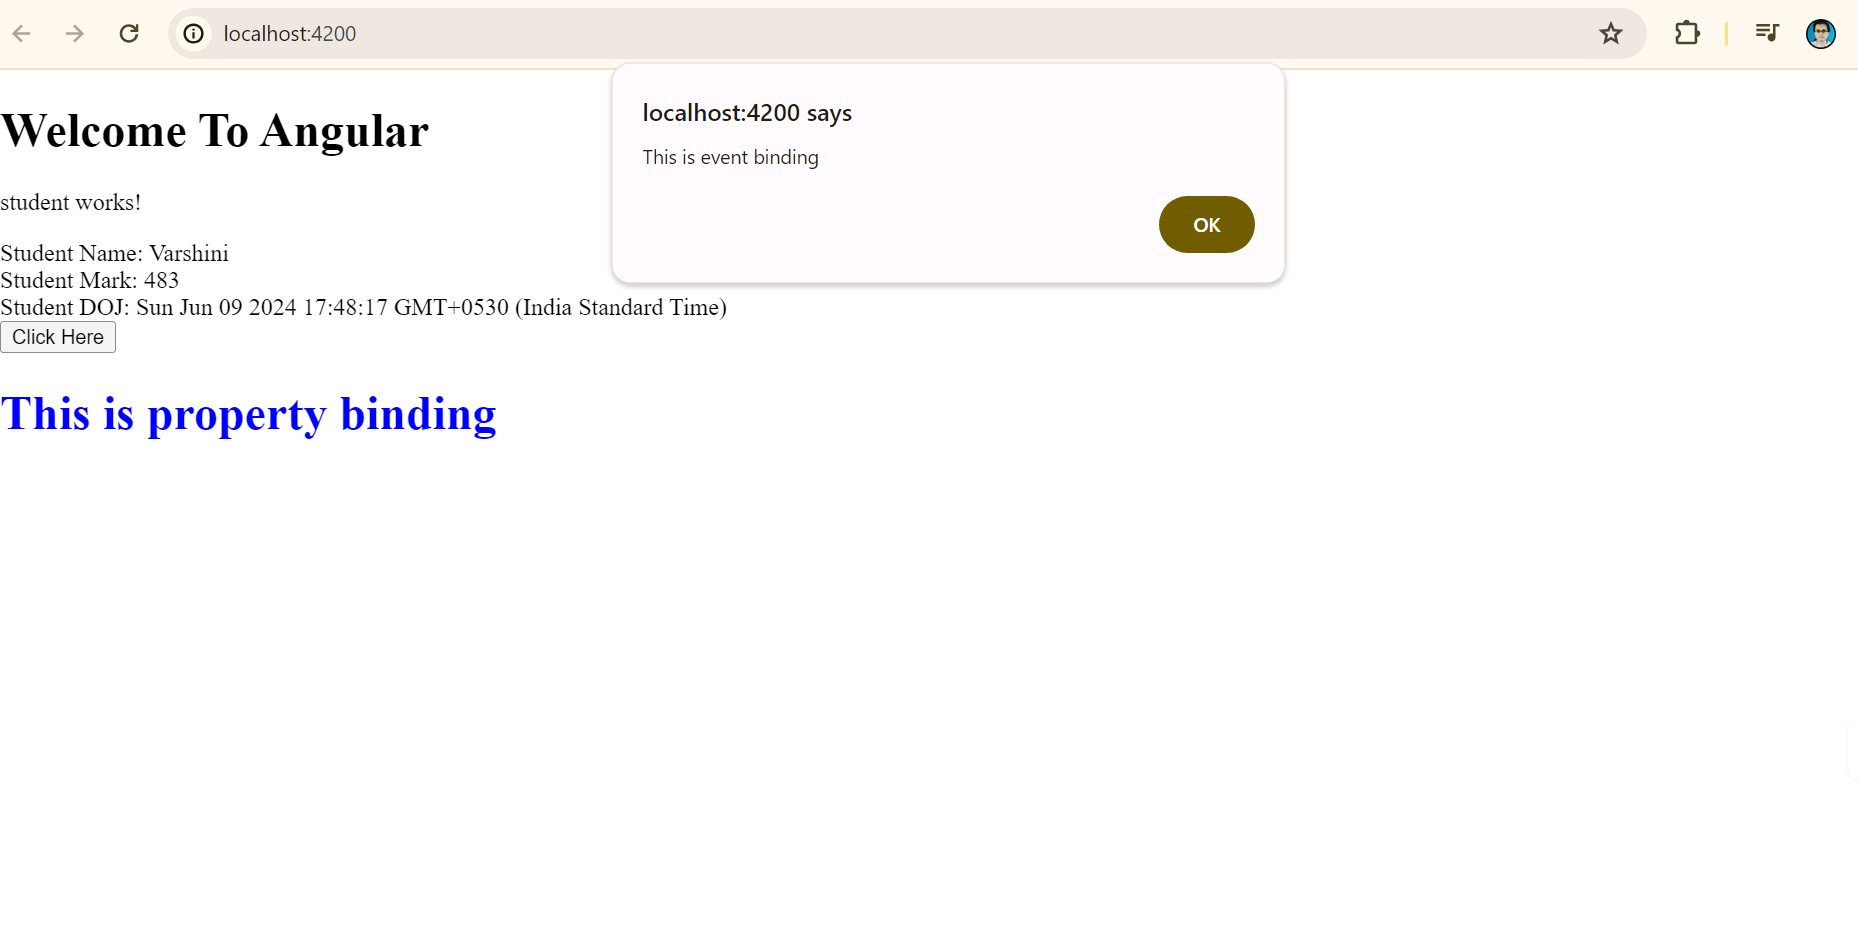 localhost:4200
localhost:4200 says
This is event binding
OK
Welcome To Angular
student works!
Student Name: Varshini
Student Mark: 483
Student DOJ: Sun Jun 09 2024 17:48:17 GMT+0530 (India Standard Time)
Click Here
This is property binding